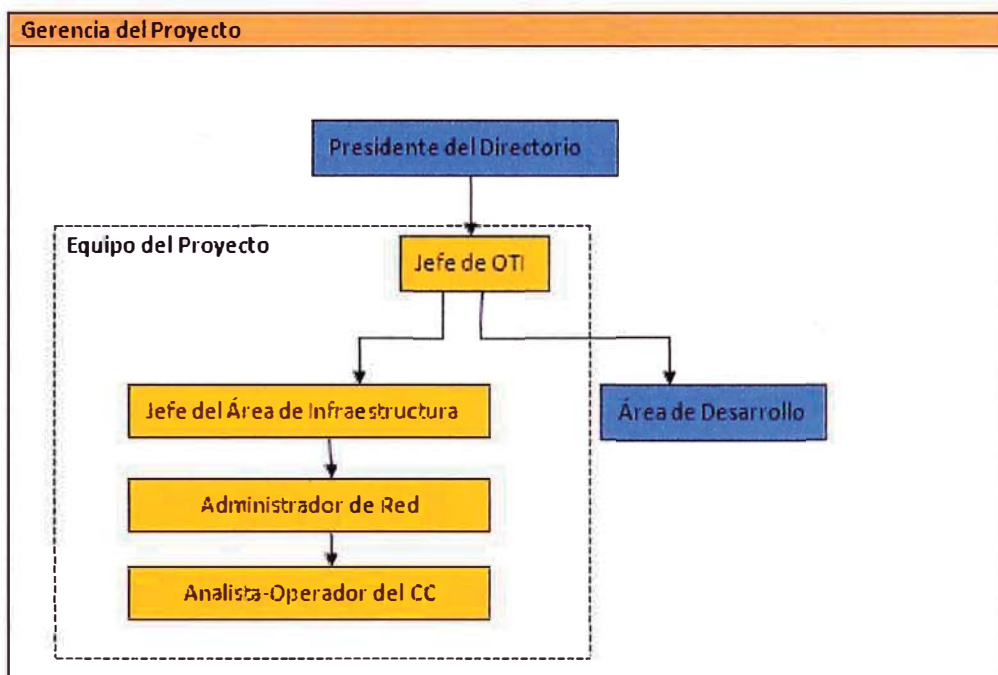 Gerencia del Proyecto
Presidente del Directorio
Equipo del Proyecto
Jefe de OTI
Jefe del Área de Infraestructura
Área de Desarrollo
Administrador de Red
Analista-Operador del CC